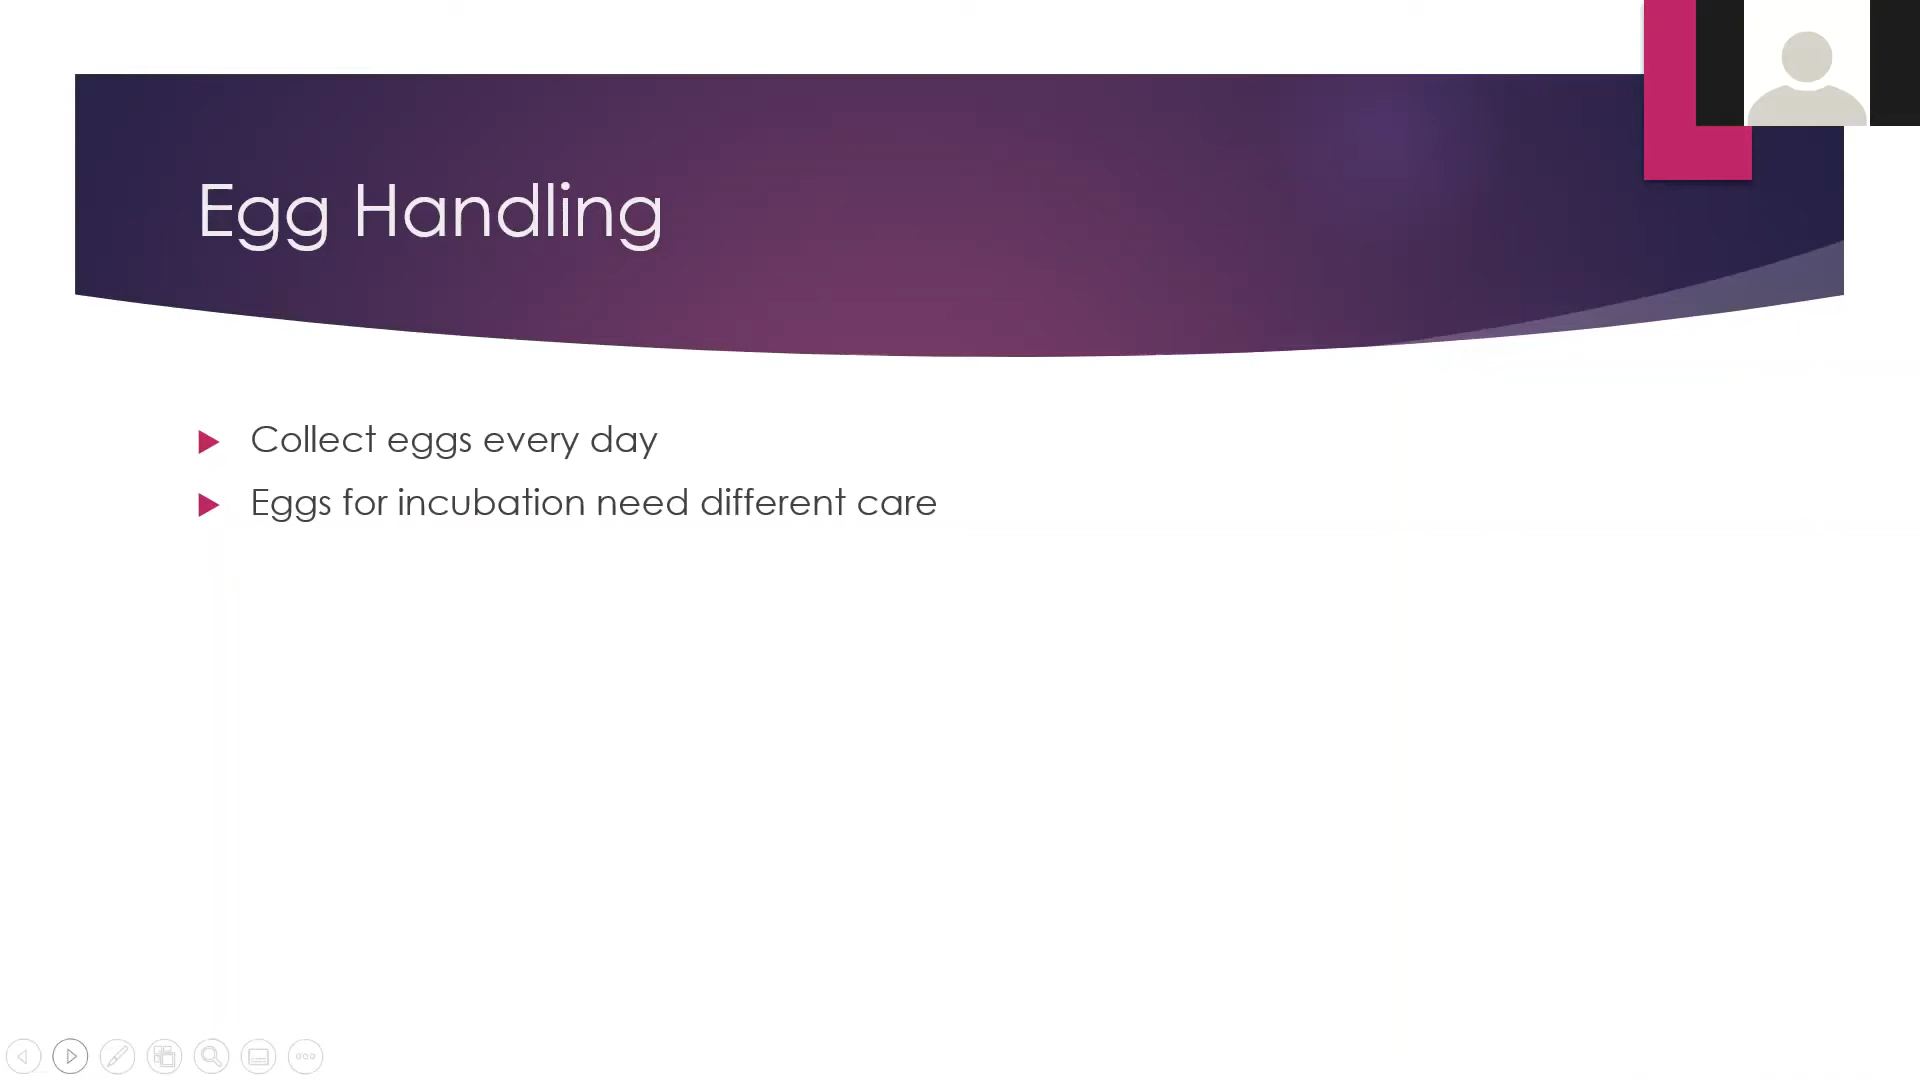 Egg Handling
Collect eggs every day
Eggs for incubation need different care